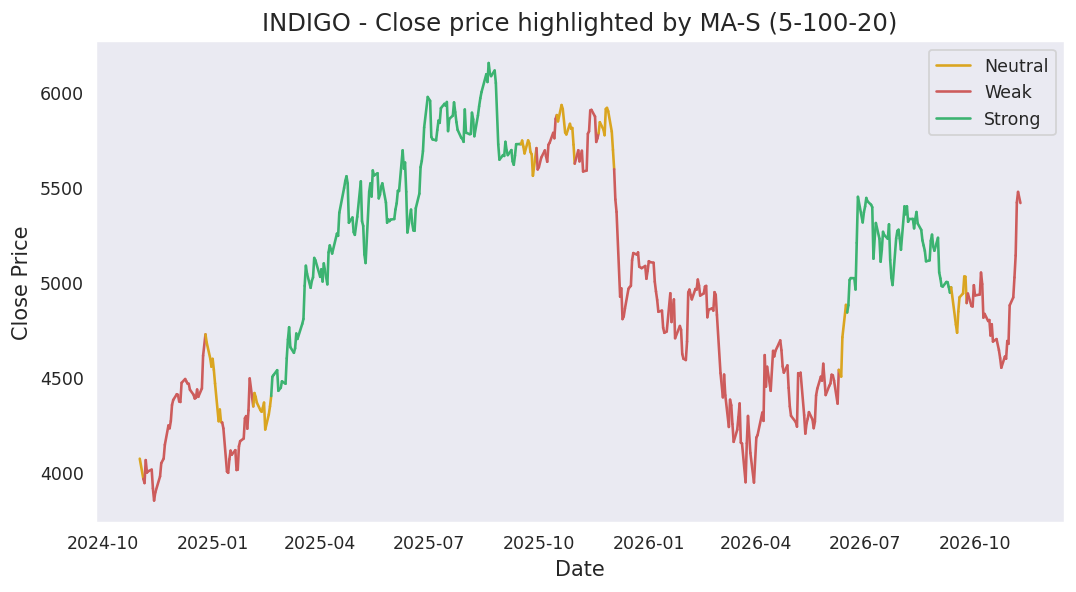 INDIGO - Close price highlighted by MA-S (5-100-20)
Neutral
Weak
Strong
6000
5500
5000
4500
4000
Close Price
2024-10
2025-01
2025-04
2025-07
2025-10
2026-01
2026-04
2026-07
2026-10
Date